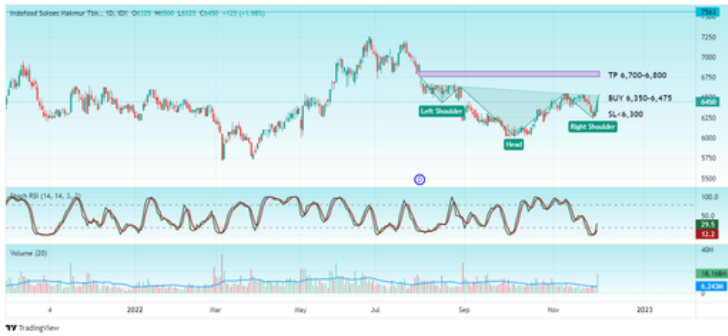 Indofood Sukses Makmur Tbk., 1D, IDX O6325 H6500 L6325 C6450 +125 (+1.98%)
7563
7500
7250
7000
TP 6,700-6,800
6750
BUY 6,350-6,475
6450
Left Shoulder
SL<6,300
6250
Right Shoulder
Head
6000
5750
D
5500
Stoch RSI (14, 14, 3, 3)
100.0
50.0
29.5
12.2
Volume (20)
40M
18.168M
6.243M
0
4 2022 Mar May Jul Sep Nov 2023
TradingView